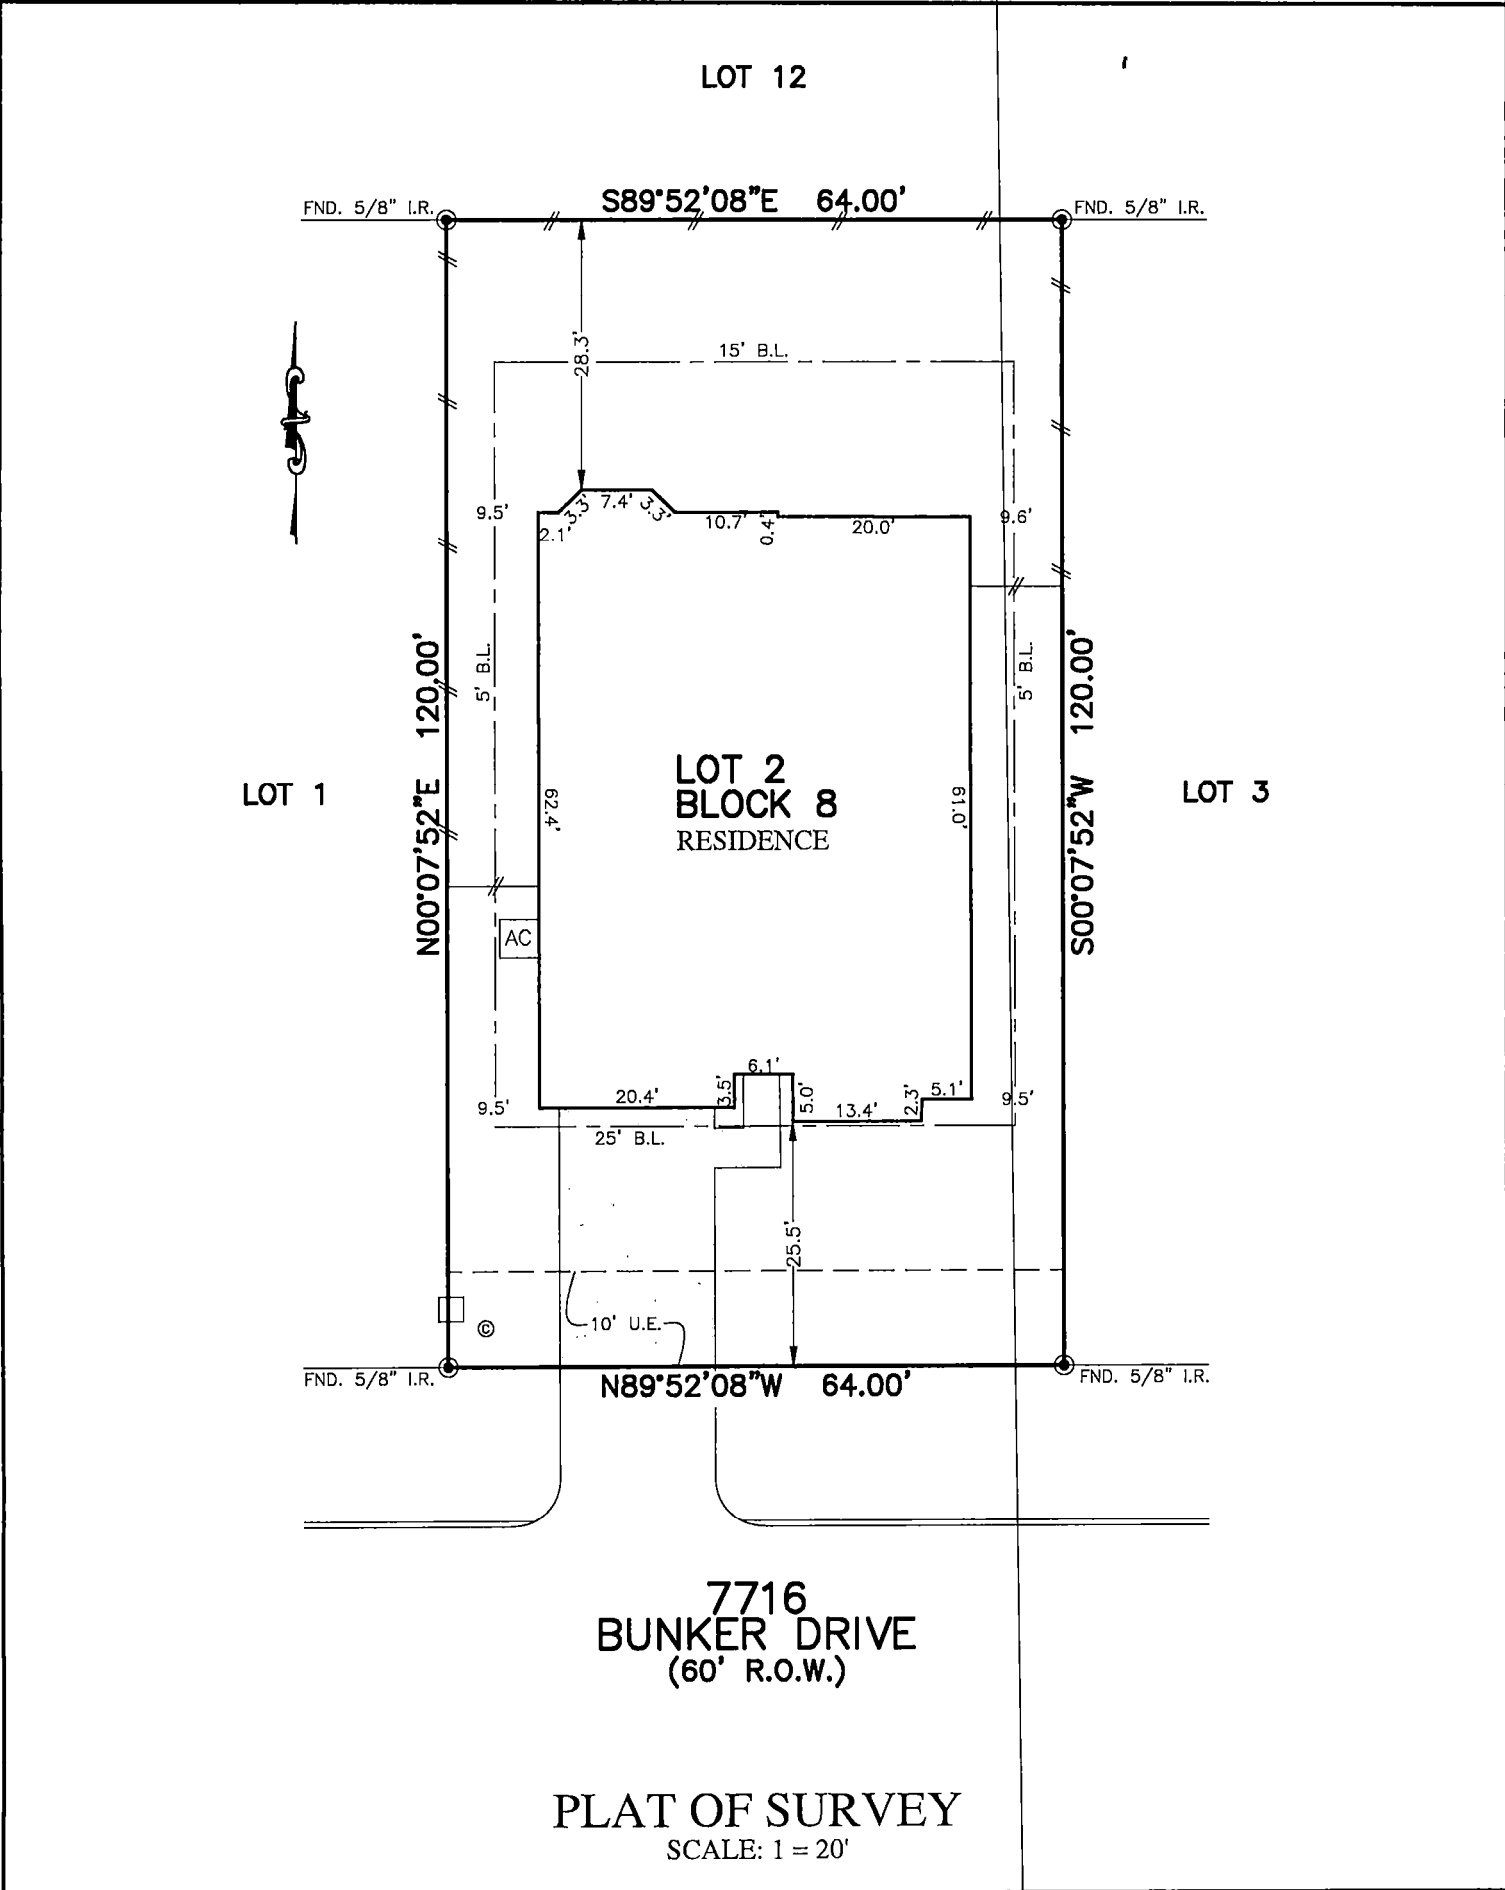 LOT 12
S89°52'08"E 64.00'
FND. 5/8" I.R.
FND. 5/8" I.R.
28.3'
15' B.L.
9.5'
2.1'
3.3'
7.4'
3.3'
10.7'
0.4'
20.0'
9.6'
5' B.L.
5' B.L.
N00°07'52"E 120.00'
S00°07'52"W 120.00'
LOT 1
62.4'
LOT 2
BLOCK 8
RESIDENCE
61.0'
LOT 3
AC
9.5'
20.4'
3.5'
6.1'
5.0'
13.4'
2.3'
5.1'
9.5'
25' B.L.
25.5'
10' U.E.
©
FND. 5/8" I.R.
N89°52'08"W 64.00'
FND. 5/8" I.R.
7716
BUNKER DRIVE
(60' R.O.W.)
PLAT OF SURVEY
SCALE: 1 = 20'